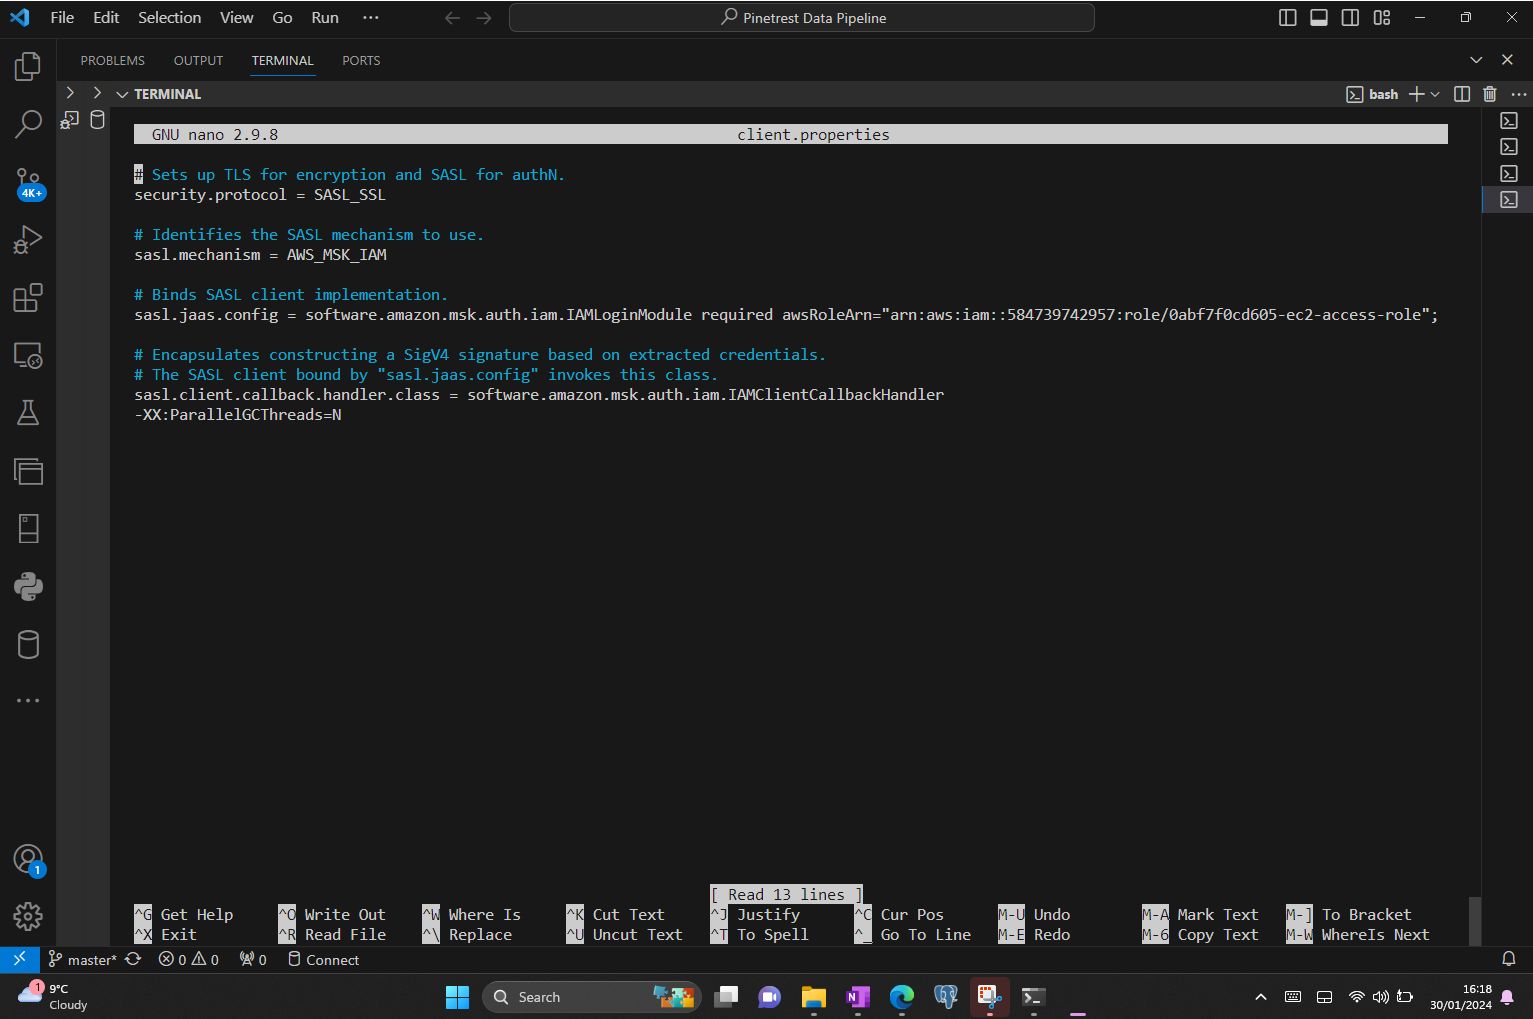 File Edit Selection View Go Run ···
Pinetrest Data Pipeline
PROBLEMS OUTPUT TERMINAL PORTS
TERMINAL
bash
4K+
GNU nano 2.9.8 client.properties
# Sets up TLS for encryption and SASL for authN.
security.protocol = SASL_SSL
# Identifies the SASL mechanism to use.
sasl.mechanism = AWS_MSK_IAM
# Binds SASL client implementation.
sasl.jaas.config = software.amazon.msk.auth.iam.IAMLoginModule required awsRoleArn="arn:aws:iam::584739742957:role/0abf7f0cd605-ec2-access-role";
# Encapsulates constructing a SigV4 signature based on extracted credentials.
# The SASL client bound by "sasl.jaas.config" invokes this class.
sasl.client.callback.handler.class = software.amazon.msk.auth.iam.IAMClientCallbackHandler
-XX:ParallelGCThreads=N
1
[ Read 13 lines ]
^G Get Help ^O Write Out ^W Where Is ^K Cut Text ^J Justify ^C Cur Pos M-U Undo M-A Mark Text M-] To Bracket
^X Exit ^R Read File ^\ Replace ^U Uncut Text ^T To Spell ^_ Go To Line M-E Redo M-6 Copy Text M-W WhereIs Next
master* 0 0 0 Connect
1
9°C
Cloudy
Search
16:18
30/01/2024